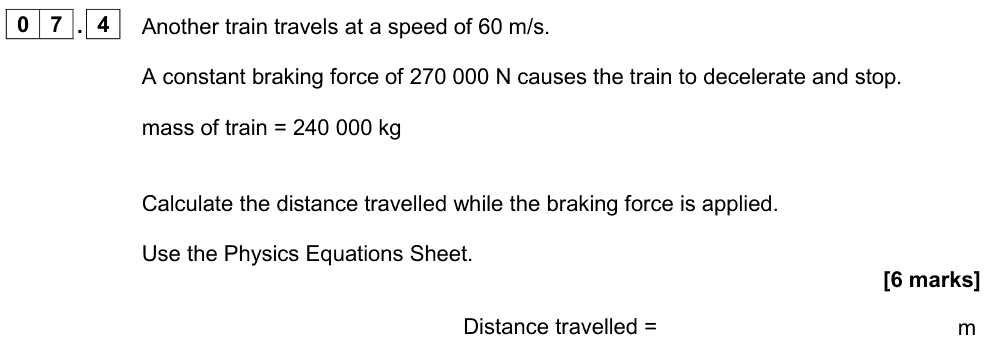 0 7 . 4 Another train travels at a speed of 60 m/s.
A constant braking force of 270 000 N causes the train to decelerate and stop.
mass of train = 240 000 kg
Calculate the distance travelled while the braking force is applied.
Use the Physics Equations Sheet.
[6 marks]
Distance travelled = m